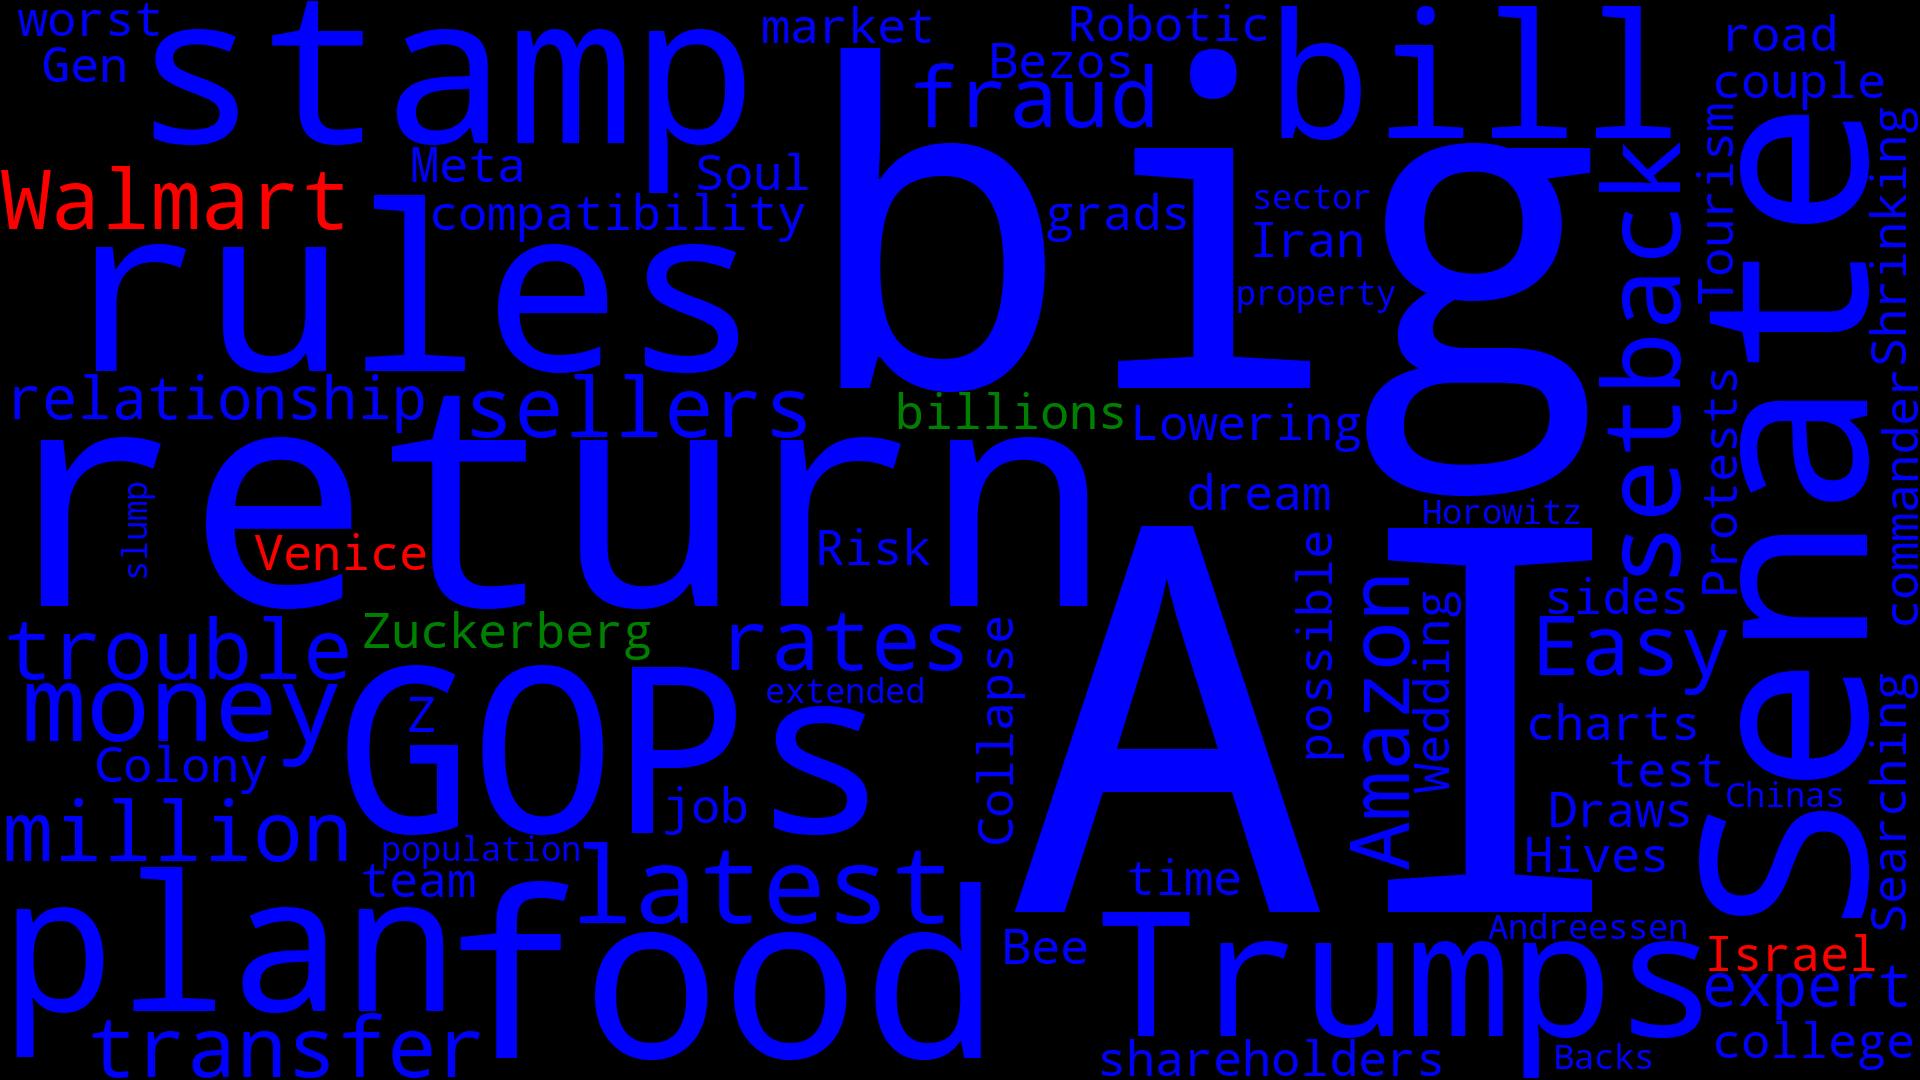 worst
Gen
stamp
market
Robotic
Bezos
fraud
bill
road
couple
Walmart
Meta
Soul
compatibility
big
grads
sector
Iran
property
setback
Tourism
Senate
Shrinking
rules
relationship
sellers
billions
Lowering
return
slump
Venice
Risk
dream
Horowitz
Protests
commander
trouble
Zuckerberg
rates
AI
possible
Amazon
Wedding
sides
Easy
money
GOPs
Z
extended
Collapse
charts
Colony
job
test
Chinas
Draws
Hives
Searching
million
population
team
latest
time
plan
food
Bee
Trumps
Andreessen
Israel
expert
transfer
shareholders
Backs
college